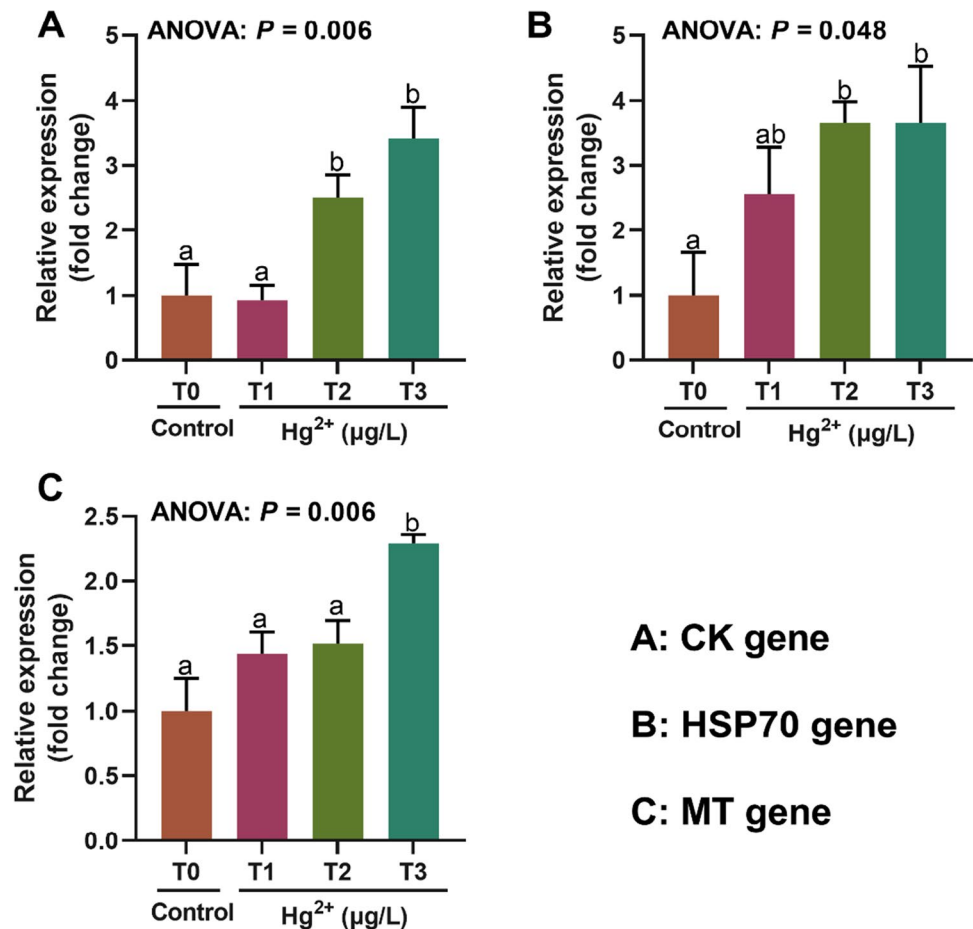 A
ANOVA: P = 0.006
Relative expression
(fold change)
5
4
3
2
1
0
a
a
b
b
T0
T1
T2
T3
Control
Hg²⁺ (µg/L)
B
ANOVA: P = 0.048
Relative expression
(fold change)
5
4
3
2
1
0
a
ab
b
b
T0
T1
T2
T3
Control
Hg²⁺ (µg/L)
C
ANOVA: P = 0.006
Relative expression
(fold change)
2.5
2.0
1.5
1.0
0.5
0.0
a
a
a
b
T0
T1
T2
T3
Control
Hg²⁺ (µg/L)
A: CK gene
B: HSP70 gene
C: MT gene